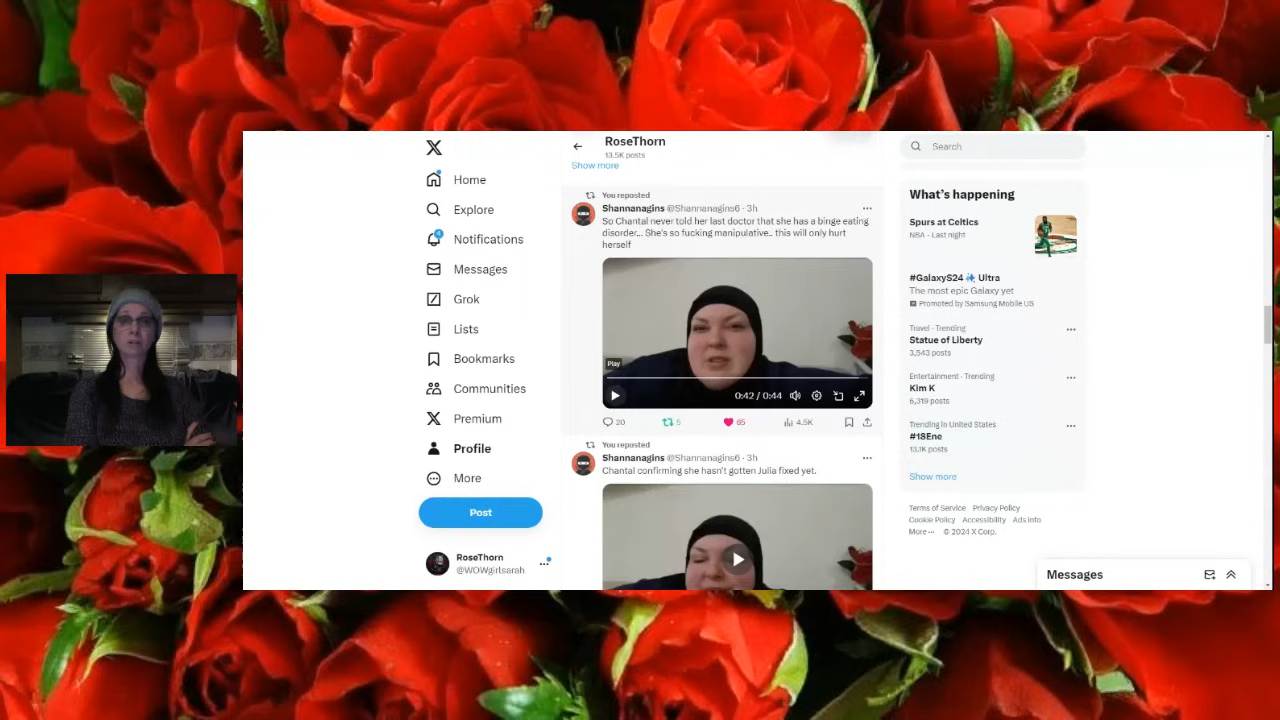 Home
Explore
4
Notifications
Messages
Grok
Lists
Bookmarks
Communities
Premium
Profile
More
Post
RoseThorn
@WOWgirlsarah
RoseThorn
13.5K posts
Show more
You reposted
Shannanagins @Shannanagins6 · 3h
So Chantal never told her last doctor that she has a binge eating
disorder... She's so fucking manipulative.. this will only hurt
herself
Play
0:42 / 0:44
20
5
65
4.5K
You reposted
Shannanagins @Shannanagins6 · 3h
Chantal confirming she hasn't gotten Julia fixed yet.
Search
What's happening
Spurs at Celtics
NBA · Last night
#GalaxyS24 Ultra
The most epic Galaxy yet
Promoted by Samsung Mobile US
Travel · Trending
Statue of Liberty
3,543 posts
Entertainment · Trending
Kim K
6,319 posts
Trending in United States
#18Ene
13.1K posts
Show more
Terms of Service Privacy Policy
Cookie Policy Accessibility Ads info
More ··· © 2024 X Corp.
Messages